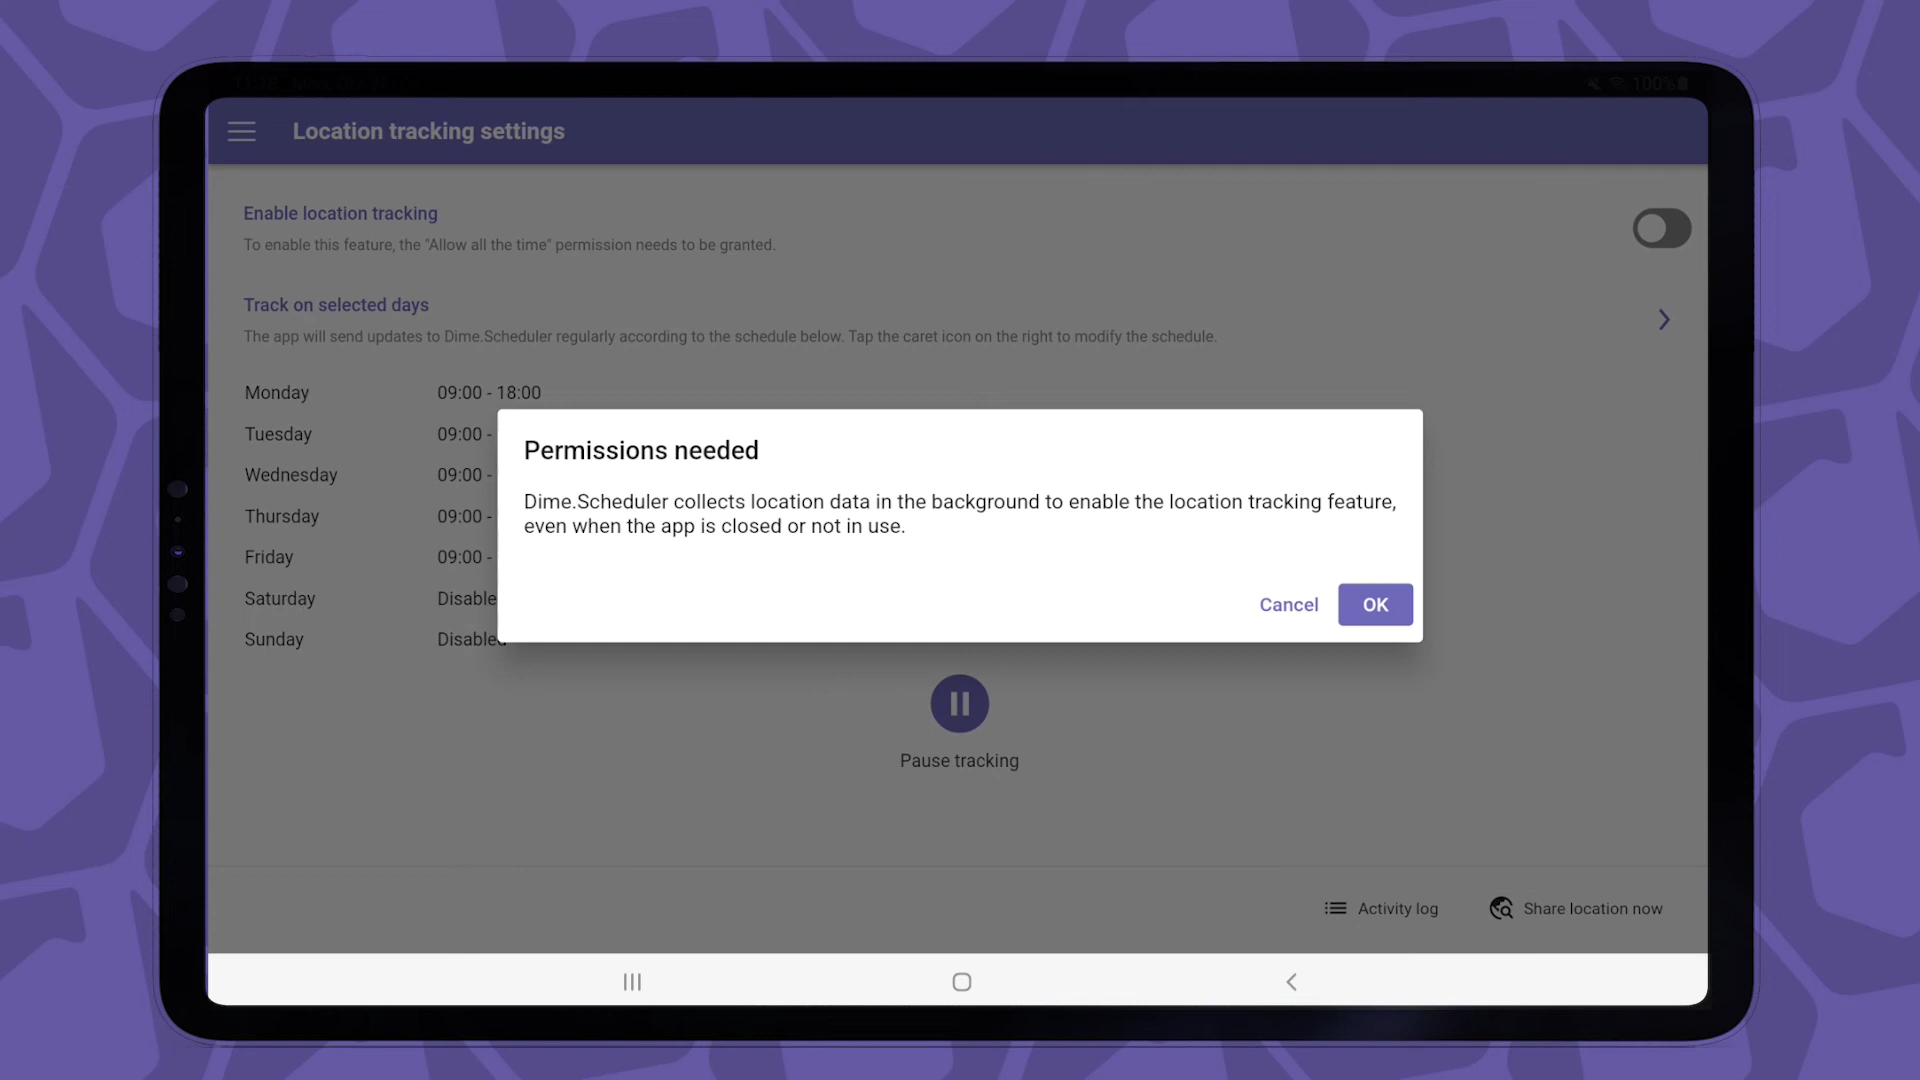 100%
Location tracking settings
Enable location tracking
To enable this feature, the "Allow all the time" permission needs to be granted.
Track on selected days
The app will send updates to Dime.Scheduler regularly according to the schedule below. Tap the caret icon on the right to modify the schedule.
Monday 09:00 - 18:00
Tuesday 09:00 -
Wednesday 09:00 -
Thursday 09:00 -
Friday 09:00 -
Saturday Disable
Sunday Disabled
Permissions needed
Dime.Scheduler collects location data in the background to enable the location tracking feature,
even when the app is closed or not in use.
Cancel OK
Pause tracking
Activity log Share location now